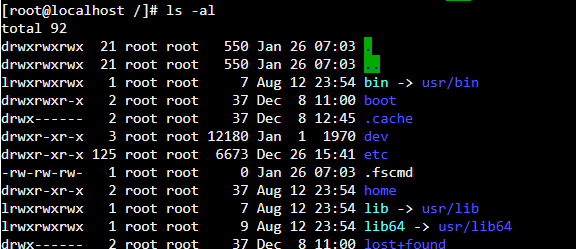 [root@localhost /]# ls -al
total 92
drwxrwxrwx  21 root root   550 Jan 26 07:03 .
drwxrwxrwx  21 root root   550 Jan 26 07:03 ..
lrwxrwxrwx   1 root root     7 Aug 12 23:54 bin -> usr/bin
drwxr-xr-x   2 root root    37 Dec  8 11:00 boot
drwx------   2 root root    37 Dec  8 12:45 .cache
drwxr-xr-x   3 root root 12180 Jan  1  1970 dev
drwxr-xr-x 125 root root  6673 Dec 26 15:41 etc
-rw-rw-rw-   1 root root     0 Jan 26 07:03 .fscmd
drwxr-xr-x   2 root root    37 Aug 12 23:54 home
lrwxrwxrwx   1 root root     7 Aug 12 23:54 lib -> usr/lib
lrwxrwxrwx   1 root root     9 Aug 12 23:54 lib64 -> usr/lib64
drwx------   2 root root    37 Dec  8 11:00 lost+found